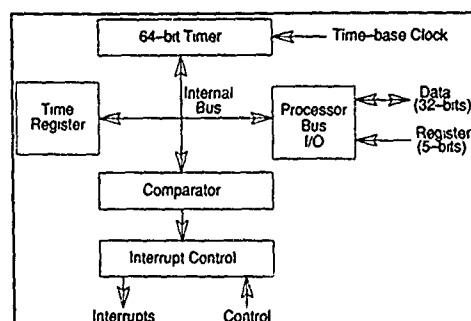 64-bit Timer
Time-base Clock
Internal
Bus
Time
Register
Processor
Bus
I/O
Data
(32-bits)
Register
(5-bits)
Comparator
Interrupt Control
Interrupts
Control